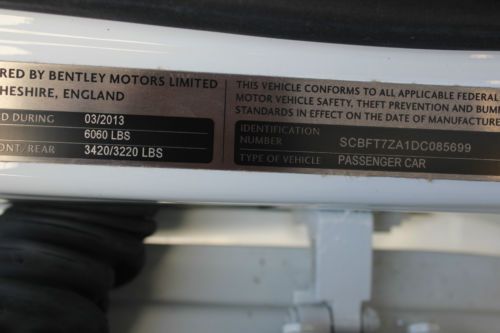 RED BY BENTLEY MOTORS LIMITED
HESHIRE, ENGLAND
D DURING 03/2013
6060 LBS
NT/REAR 3420/3220 LBS
THIS VEHICLE CONFORMS TO ALL APPLICABLE FEDERAL
MOTOR VEHICLE SAFETY, THEFT PREVENTION AND BUM
STANDARDS IN EFFECT ON THE DATE OF MANUFACTUR
IDENTIFICATION
NUMBER SCBFT7ZA1DC085699
TYPE OF VEHICLE PASSENGER CAR